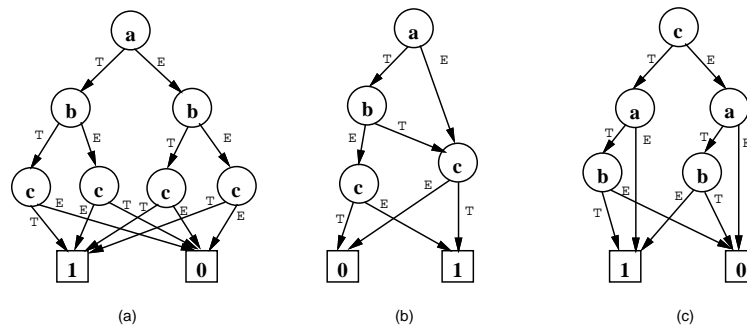 a b c
T E T E T
b b a a a
T E T E E T T E T E E
c c c c c c b b
T E E T T E T E T E E T T E E T
1 0 0 1 1 0
(a) (b) (c)